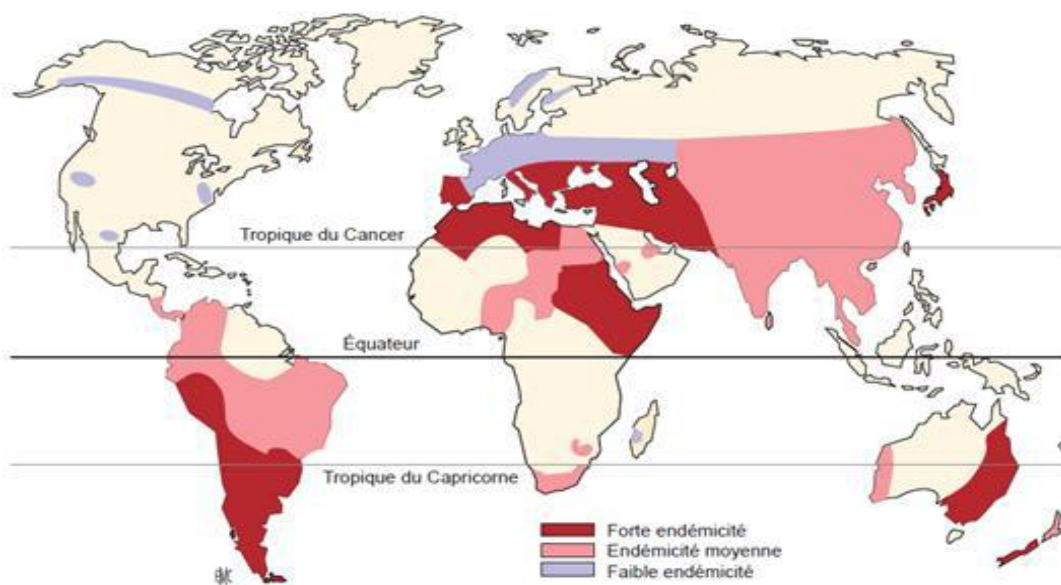 Tropique du Cancer
Équateur
Tropique du Capricorne
Forte endémicité
Endémicité moyenne
Faible endémicité